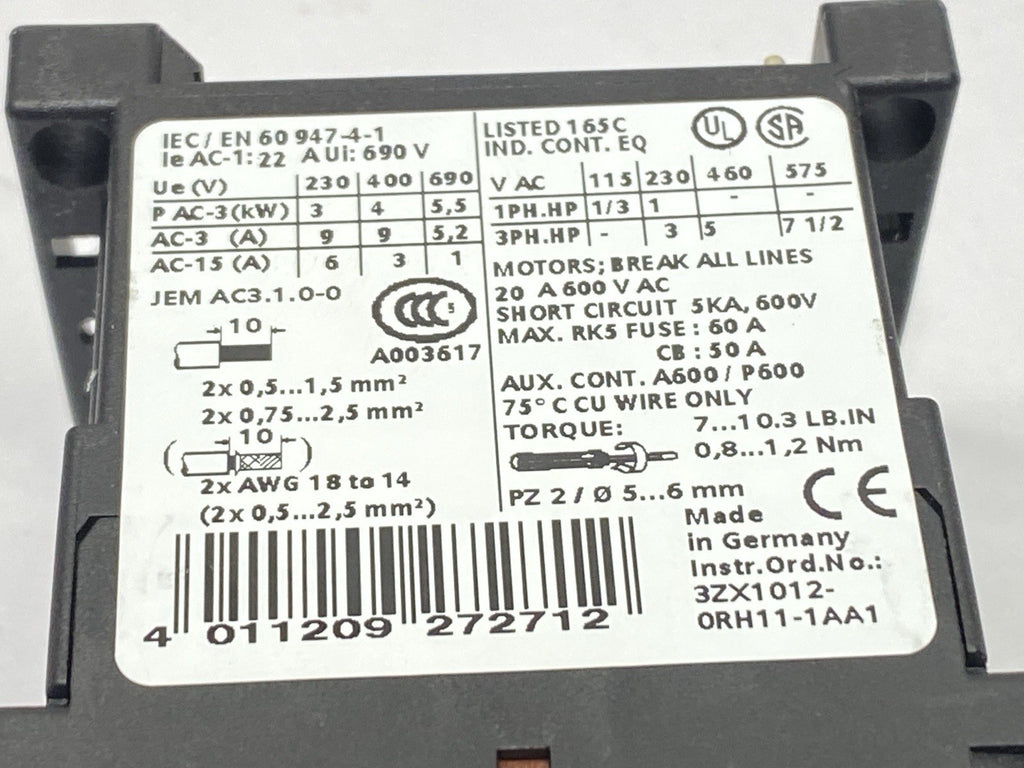 IEC/ EN 60 947-4-1
Ie AC-1: 22 A Ui: 690 V
Ue (V) 230 400 690
P AC-3(kW) 3 4 5,5
AC-3 (A) 9 9 5,2
AC-15 (A) 6 3 1
JEM AC3.1.0-0
CCC 5
A003617
10
2x 0,5...1,5 mm²
2x 0,75...2,5 mm²
( 10 )
2x AWG 18 to 14
(2x 0,5...2,5 mm²)
LISTED 165C
IND. CONT. EQ
UL SA
V AC 115 230 460 575
1PH.HP 1/3 1 - -
3PH.HP - 3 5 7 1/2
MOTORS; BREAK ALL LINES
20 A 600 V AC
SHORT CIRCUIT 5KA, 600V
MAX. RK5 FUSE : 60 A
CB : 50 A
AUX. CONT. A600 / P600
75° C CU WIRE ONLY
TORQUE: 7...10.3 LB.IN
0,8...1,2 Nm
PZ 2 / Ø 5...6 mm
CE
Made
in Germany
Instr.Ord.No.:
3ZX1012-
0RH11-1AA1
4 011209 272712